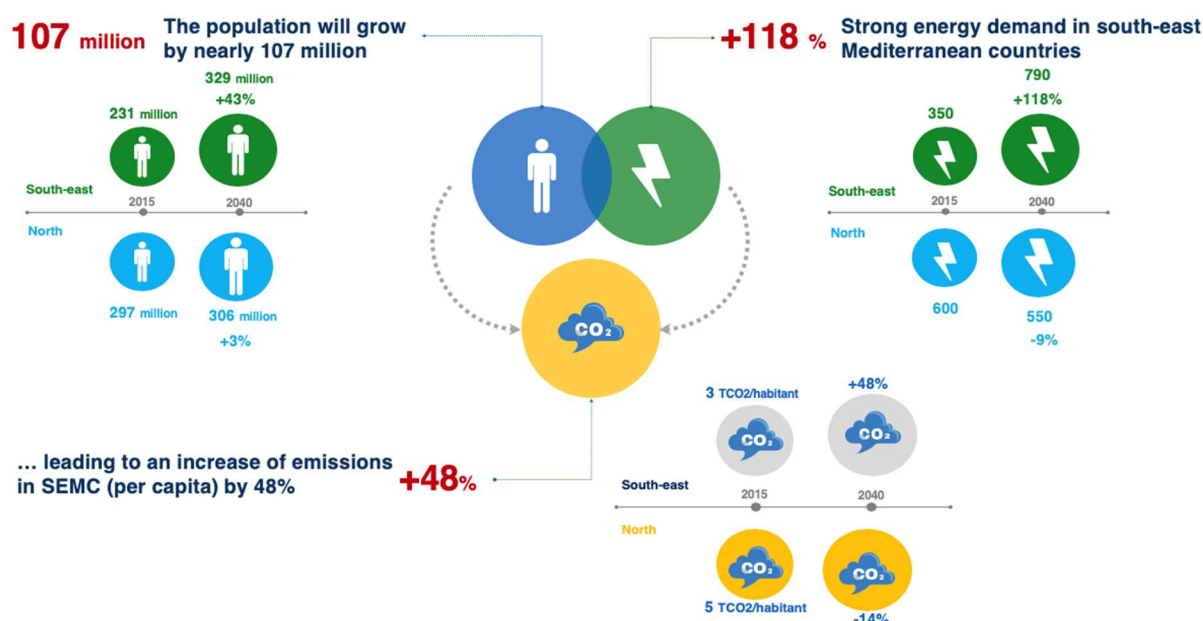 107 million
The population will grow
by nearly 107 million
+118 %
Strong energy demand in south-east
Mediterranean countries
329 million
+43%
231 million
South-east
2015
2040
North
297 million
306 million
+3%
790
+118%
350
South-east
2015
2040
North
600
550
-9%
CO2
... leading to an increase of emissions
in SEMC (per capita) by 48%
+48%
3 TCO2/habitant
+48%
CO2
CO2
South-east
2015
2040
North
CO2
CO2
5 TCO2/habitant
-14%